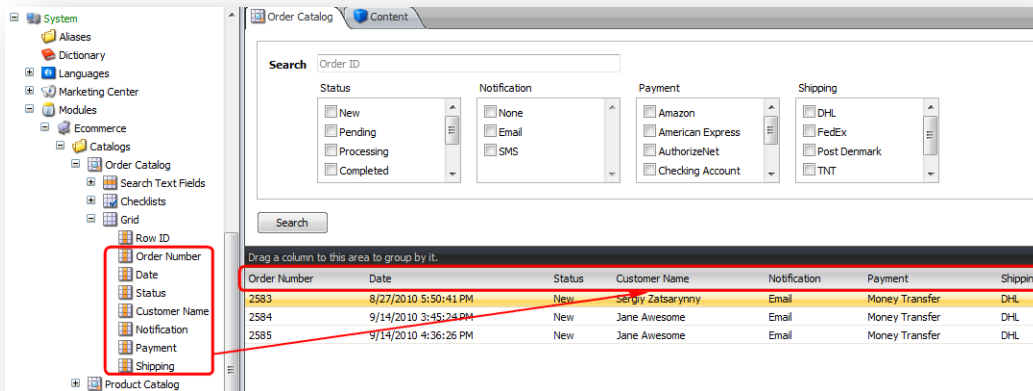 System
Aliases
Dictionary
Languages
Marketing Center
Modules
Ecommerce
Catalogs
Order Catalog
Search Text Fields
Checklists
Grid
Row ID
Order Number
Date
Status
Customer Name
Notification
Payment
Shipping
Product Catalog
Order Catalog Content
Search Order ID
Status Notification Payment Shipping
New None Amazon DHL
Pending Email American Express FedEx
Processing SMS AuthorizeNet Post Denmark
Completed Checking Account TNT
Search
Drag a column to this area to group by it.
Order Number Date Status Customer Name Notification Payment Shippin
2583 8/27/2010 5:50:41 PM New Sergiy Zatsarynny Email Money Transfer DHL
2584 9/14/2010 3:45:24 PM New Jane Awesome Email Money Transfer DHL
2585 9/14/2010 4:36:26 PM New Jane Awesome Email Money Transfer DHL